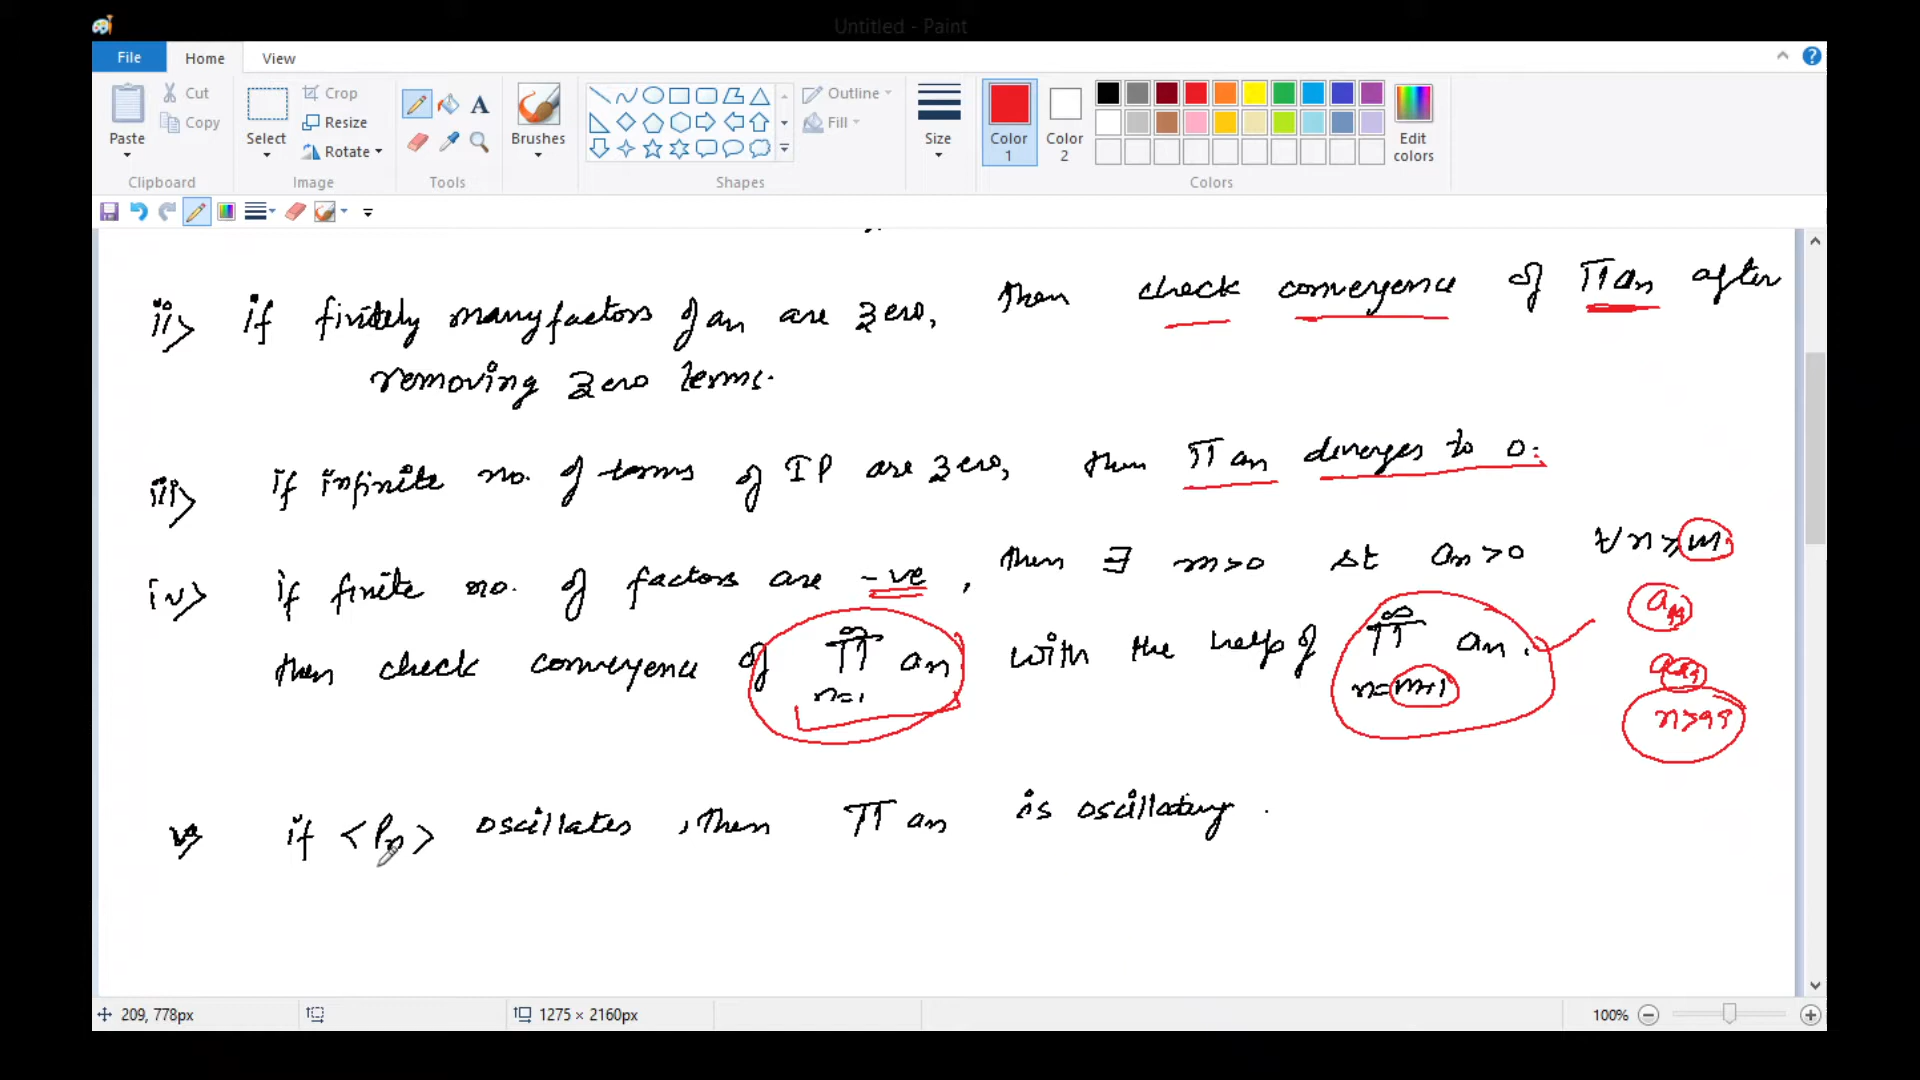 Untitled - Paint
File Home View
Paste Cut Copy Select Crop Resize Rotate Brushes Outline Fill Size Color 1 Color 2 Edit colors
Clipboard Image Tools Shapes Colors
ii> if finitely many factors of an are zero, then check convergence of Π an after
removing zero terms.
iii> if infinite no. of terms of IP are zero, then Π an diverges to 0.
iv> if finite no. of factors are -ve, then ∃ m>0 st an>0 ∀ n≥m
then check convergence of ∞ Π n=1 an with the help of ∞ Π n=m+1 an.
a99
n>99
v> if <Pn> oscillates, then Π an is oscillating.
209, 778px 1275 × 2160px 100%